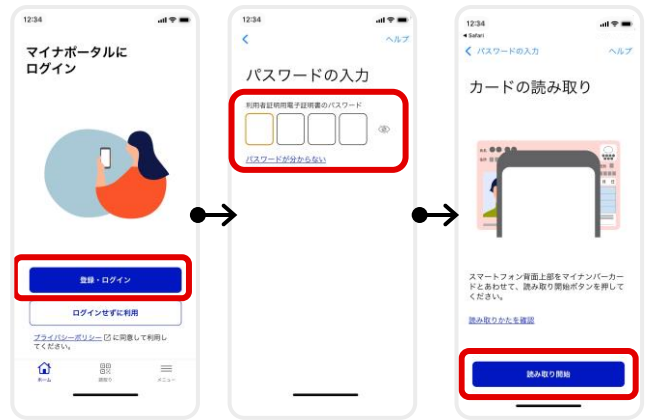 12:34
マイナポータルに
ログイン
登録・ログイン
ログインせずに利用
プライバシーポリシー に同意して利用し
てください。
ホーム
読取り
メニュー
12:34
ヘルプ
パスワードの入力
利用者証明用電子証明書のパスワード
パスワードが分からない
12:34
Safari
パスワードの入力
ヘルプ
カードの読み取り
氏名
スマートフォン背面上部をマイナンバーカー
ドとあわせて、読み取り開始ボタンを押して
ください。
読み取りかたを確認
読み取り開始